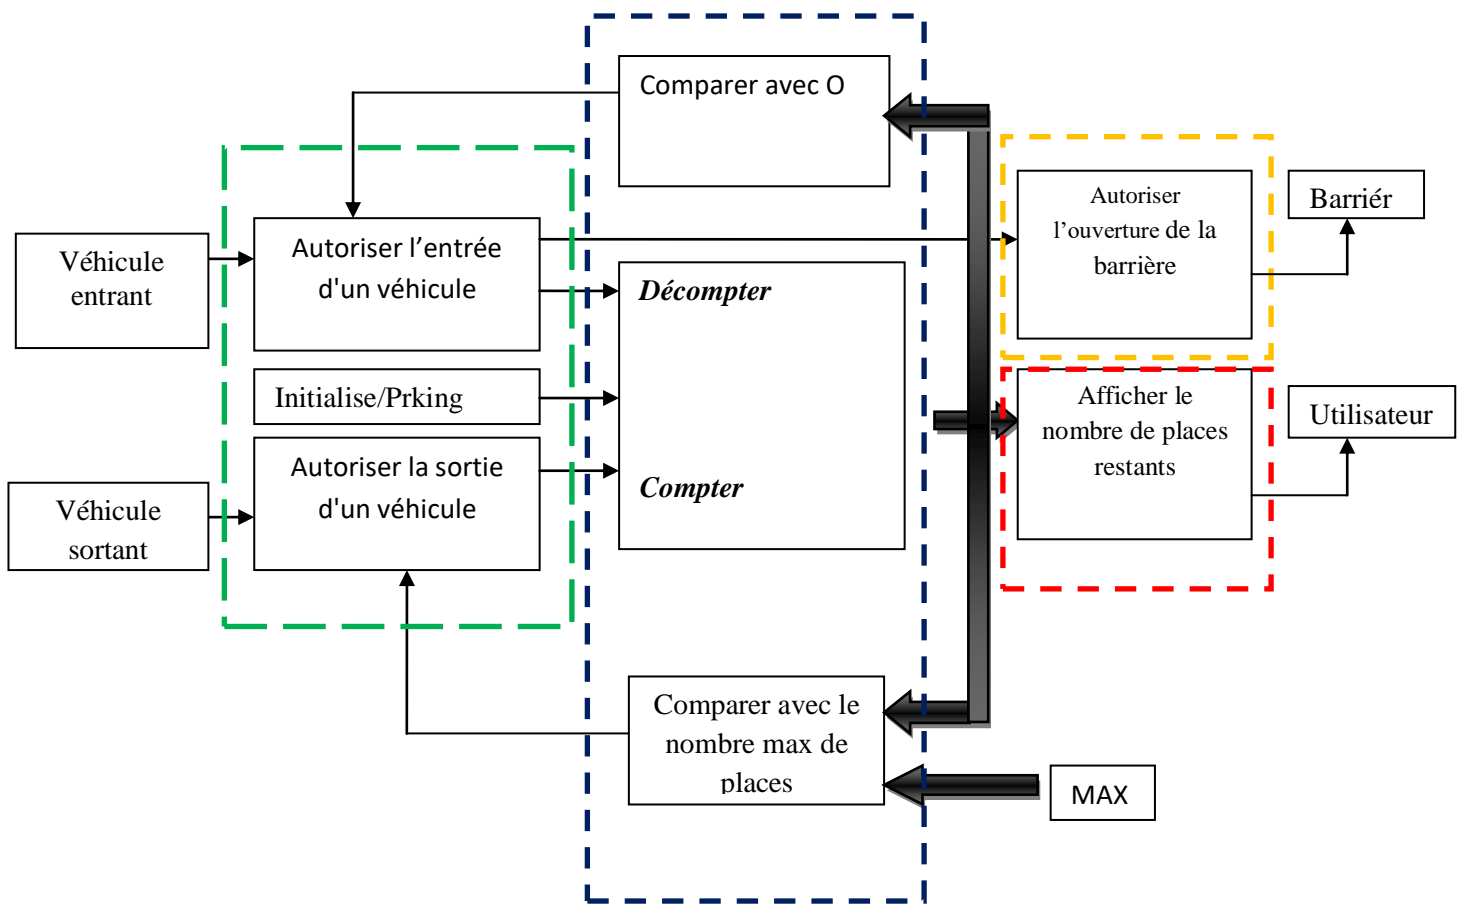 Comparer avec O
Autoriser
l’ouverture de la
barrière
Barriér
Véhicule
entrant
Autoriser l’entrée
d'un véhicule
Décompter
Initialise/Prking
Afficher le
nombre de places
restants
Utilisateur
Autoriser la sortie
d'un véhicule
Compter
Véhicule
sortant
Comparer avec le
nombre max de
places
MAX